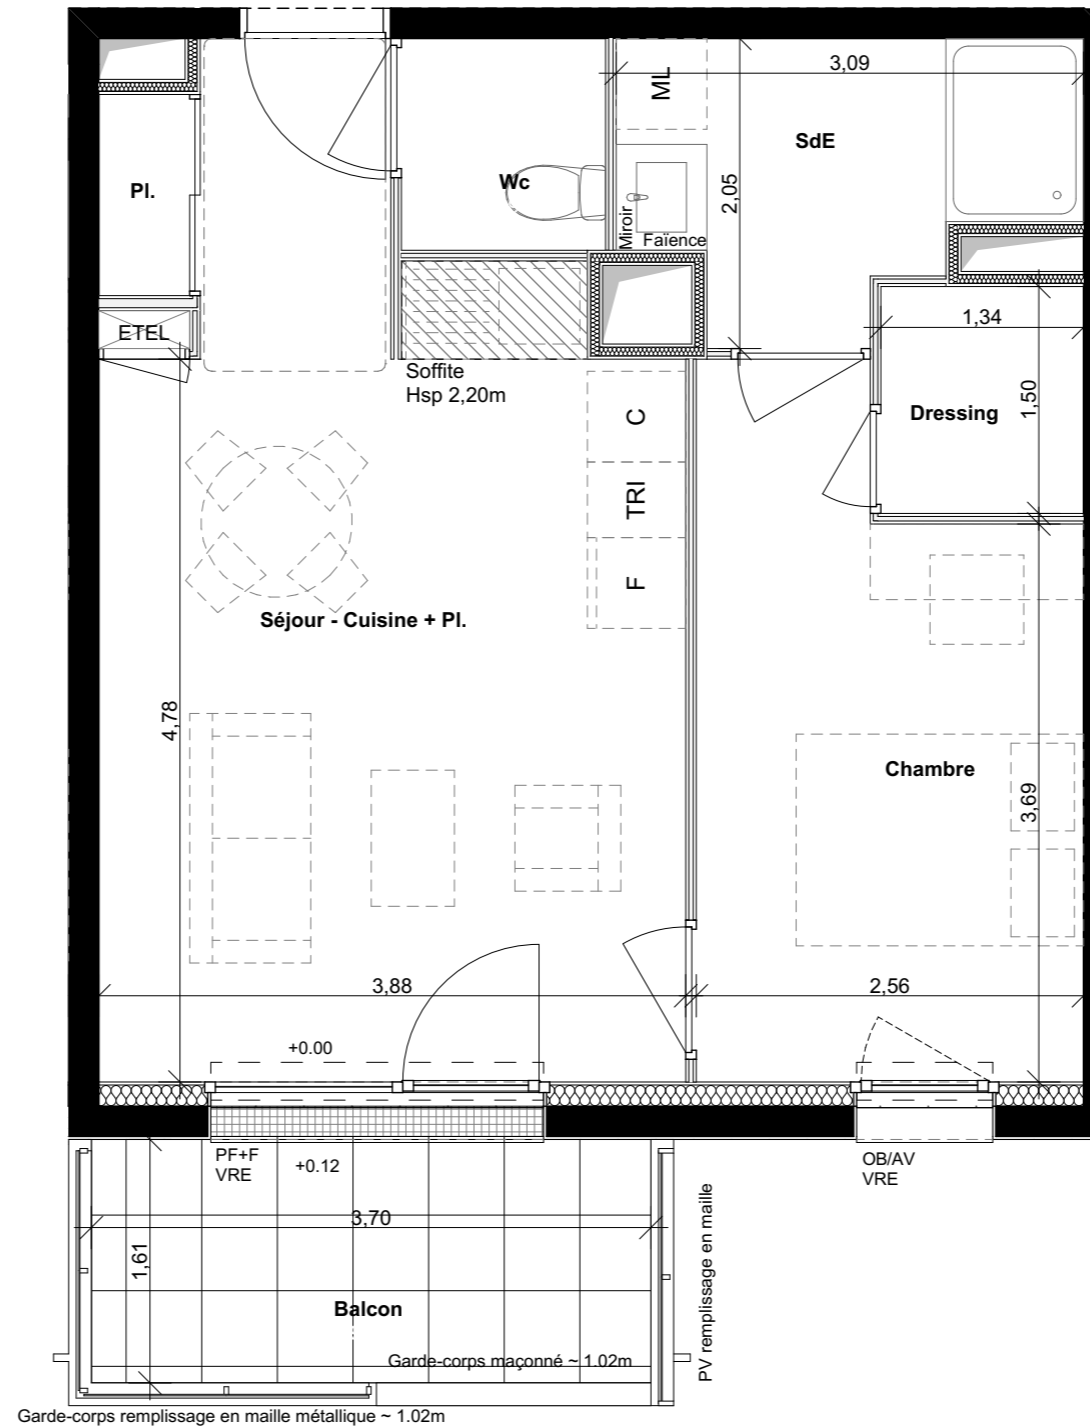 3,09
ML
SdE
Pl.
Wc
2,05
Miroir
Faïence
ETEL
1,34
Soffite
Hsp 2,20m
C
Dressing
1,50
TRI
F
Séjour - Cuisine + Pl.
4,78
Chambre
3,69
3,88
2,56
+0.00
PF+F
VRE
+0.12
OB/AV
VRE
3,70
1,61
PV remplissage en maille
Balcon
Garde-corps maçonné ~ 1.02m
Garde-corps remplissage en maille métallique ~ 1.02m